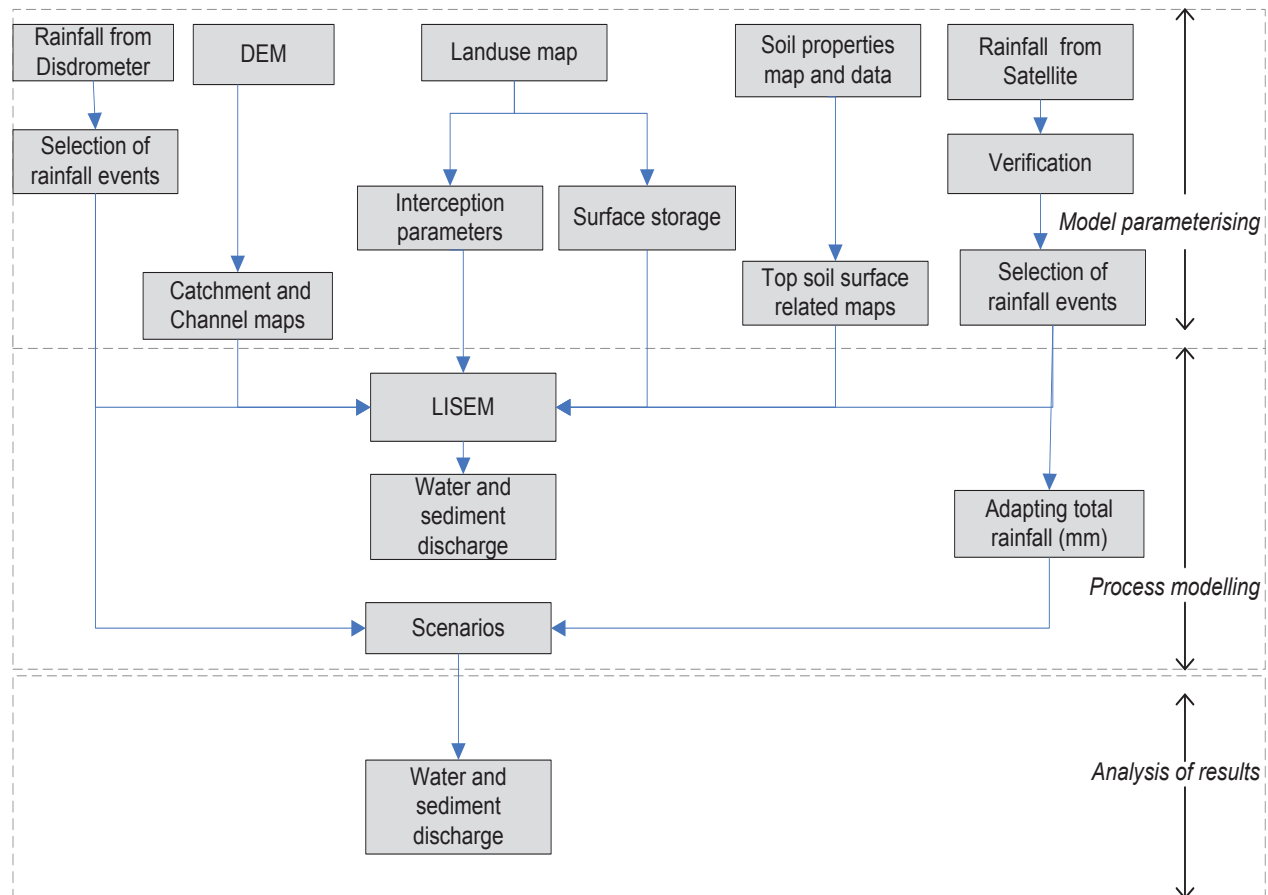 Rainfall from
Disdrometer
DEM
Landuse map
Soil properties
map and data
Rainfall from
Satellite
Selection of
rainfall events
Verification
Interception
parameters
Surface storage
Model parameterising
Catchment and
Channel maps
Top soil surface
related maps
Selection of
rainfall events
LISEM
Water and
sediment
discharge
Adapting total
rainfall (mm)
Process modelling
Scenarios
Water and
sediment
discharge
Analysis of results